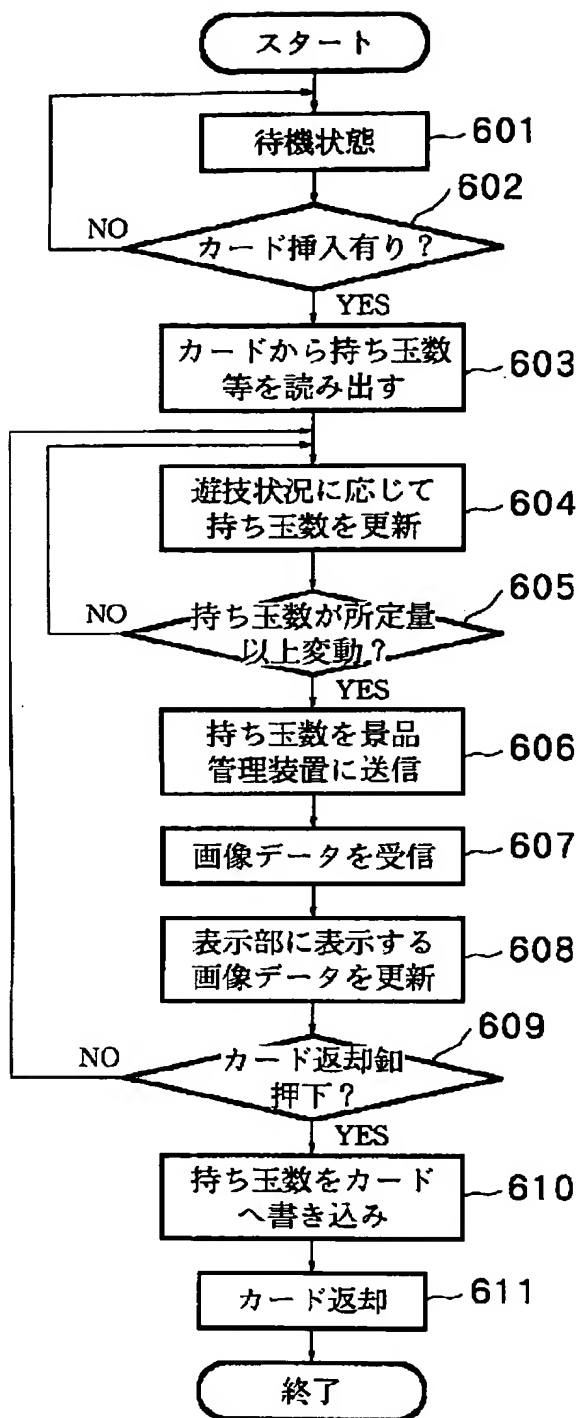 スタート
待機状態
601
602
カード挿入有り?
NO
YES
カードから持ち玉数
等を読み出す
603
遊技状況に応じて
持ち玉数を更新
604
605
持ち玉数が所定量
以上変動?
NO
YES
持ち玉数を景品
管理装置に送信
606
画像データを受信
607
表示部に表示する
画像データを更新
608
609
カード返却釦
押下?
NO
YES
持ち玉数をカード
へ書き込み
610
カード返却
611
終了